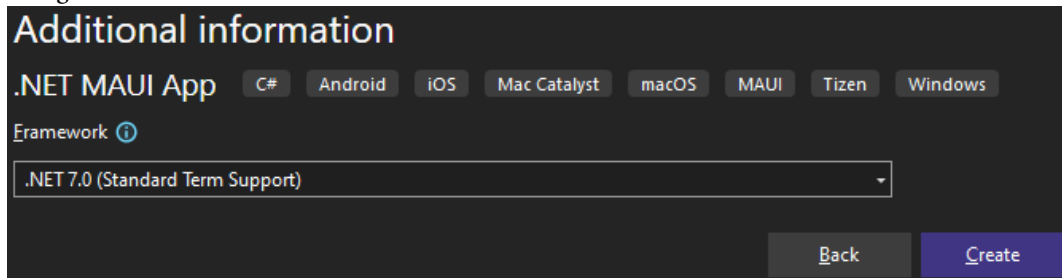 Additional information
.NET MAUI App C# Android iOS Mac Catalyst macOS MAUI Tizen Windows
Framework
.NET 7.0 (Standard Term Support)
Back Create